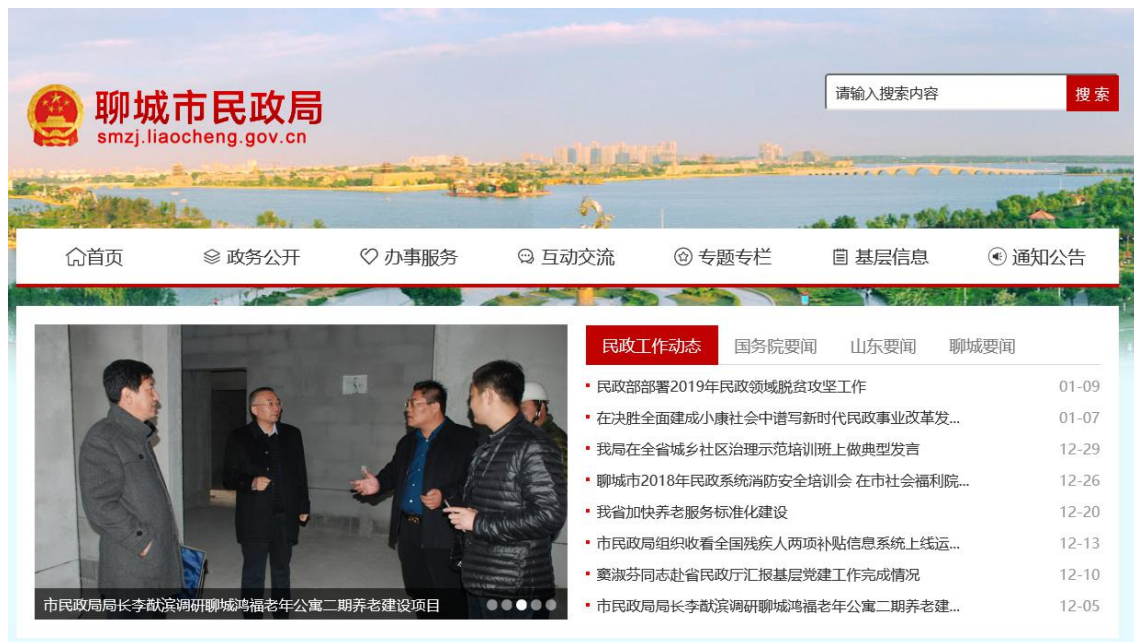 聊城市民政局
smzj.liaocheng.gov.cn
请输入搜索内容
搜索
首页
政务公开
办事服务
互动交流
专题专栏
基层信息
通知公告
民政工作动态
国务院要闻
山东要闻
聊城要闻
民政部部署2019年民政领域脱贫攻坚工作 01-09
在决胜全面建成小康社会中谱写新时代民政事业改革发... 01-07
我局在全省城乡社区治理示范培训班上做典型发言 12-29
聊城市2018年民政系统消防安全培训会 在市社会福利院... 12-26
我省加快养老服务标准化建设 12-20
市民政局组织收看全国残疾人两项补贴信息系统上线运... 12-13
窦淑芬同志赴省民政厅汇报基层党建工作完成情况 12-10
市民政局局长李猷滨调研聊城鸿福老年公寓二期养老建... 12-05
市民政局局长李猷滨调研聊城鸿福老年公寓二期养老建设项目